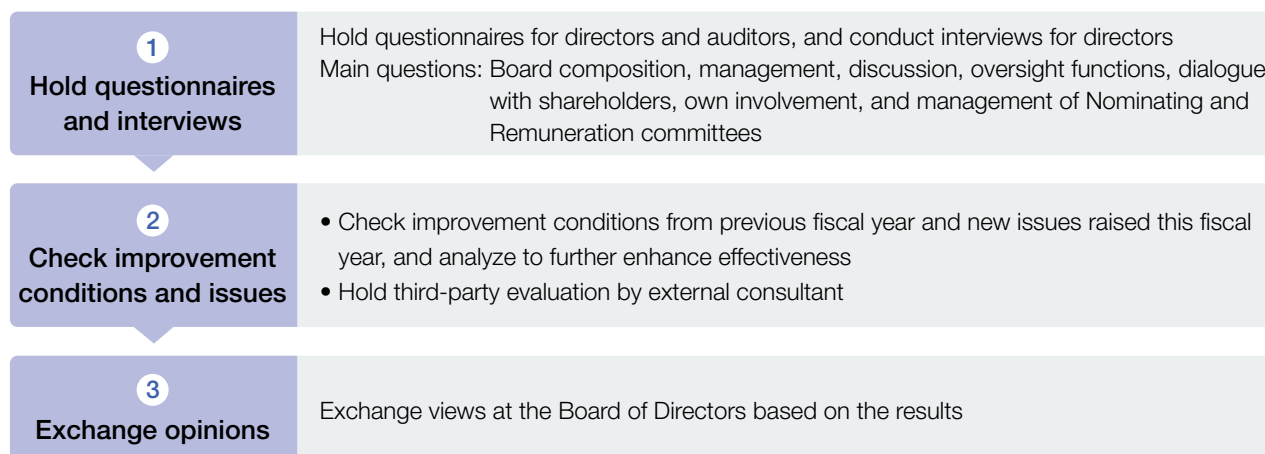 1
Hold questionnaires
and interviews
Hold questionnaires for directors and auditors, and conduct interviews for directors
Main questions: Board composition, management, discussion, oversight functions, dialogue
with shareholders, own involvement, and management of Nominating and
Remuneration committees
2
Check improvement
conditions and issues
• Check improvement conditions from previous fiscal year and new issues raised this fiscal
year, and analyze to further enhance effectiveness
• Hold third-party evaluation by external consultant
3
Exchange opinions
Exchange views at the Board of Directors based on the results